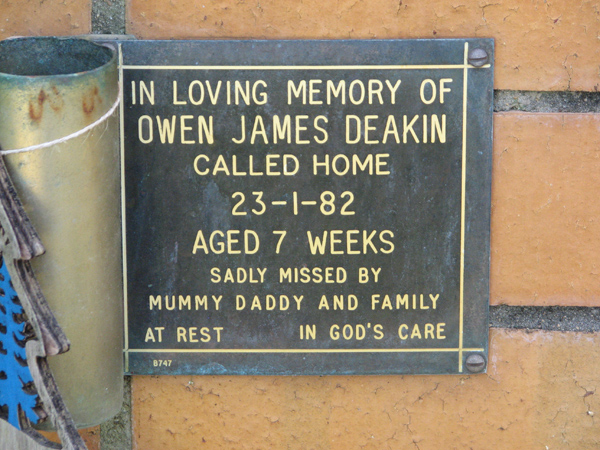 IN LOVING MEMORY OF
OWEN JAMES DEAKIN
CALLED HOME
23-1-82
AGED 7 WEEKS
SADLY MISSED BY
MUMMY DADDY AND FAMILY
AT REST IN GOD'S CARE
B747